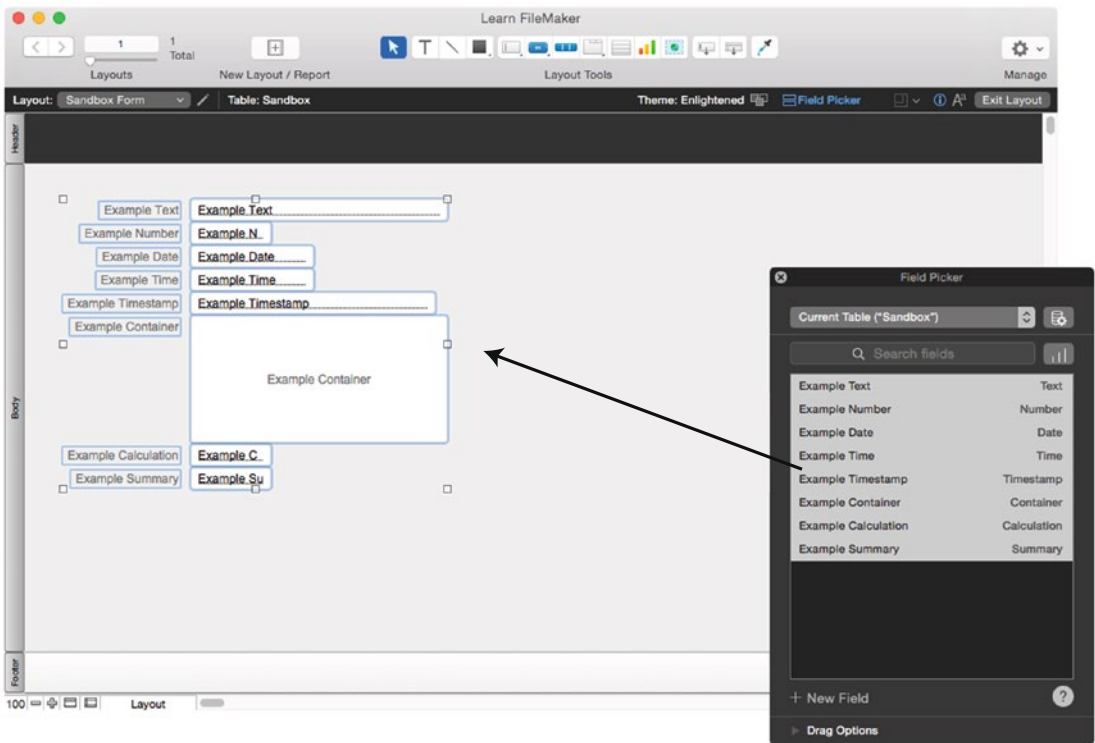 Learn FileMaker
1
1
Total
Layouts
New Layout / Report
Layout Tools
Manage
Layout: Sandbox Form
Table: Sandbox
Theme: Enlightened
Field Picker
Exit Layout
Header
Body
Footer
Example Text Example Text
Example Number Example N
Example Date Example Date
Example Time Example Time
Example Timestamp Example Timestamp
Example Container
Example Container
Example Calculation Example C
Example Summary Example Su
Field Picker
Current Table ("Sandbox")
Search fields
Example Text Text
Example Number Number
Example Date Date
Example Time Time
Example Timestamp Timestamp
Example Container Container
Example Calculation Calculation
Example Summary Summary
+ New Field
?
Drag Options
100
Layout